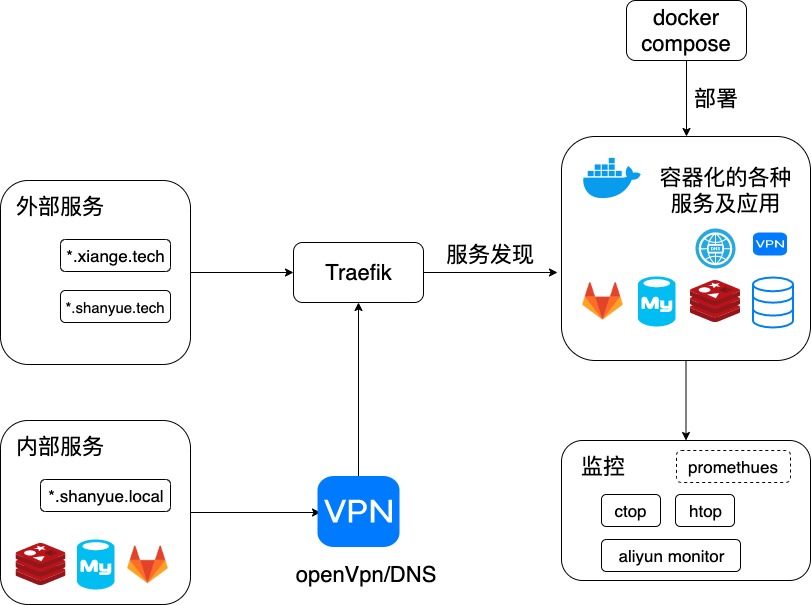 docker
compose
部署
容器化的各种
服务及应用
DNS
VPN
My
外部服务
*.xiange.tech
*.shanyue.tech
Traefik
服务发现
内部服务
*.shanyue.local
My
VPN
openVpn/DNS
监控
promethues
ctop
htop
aliyun monitor